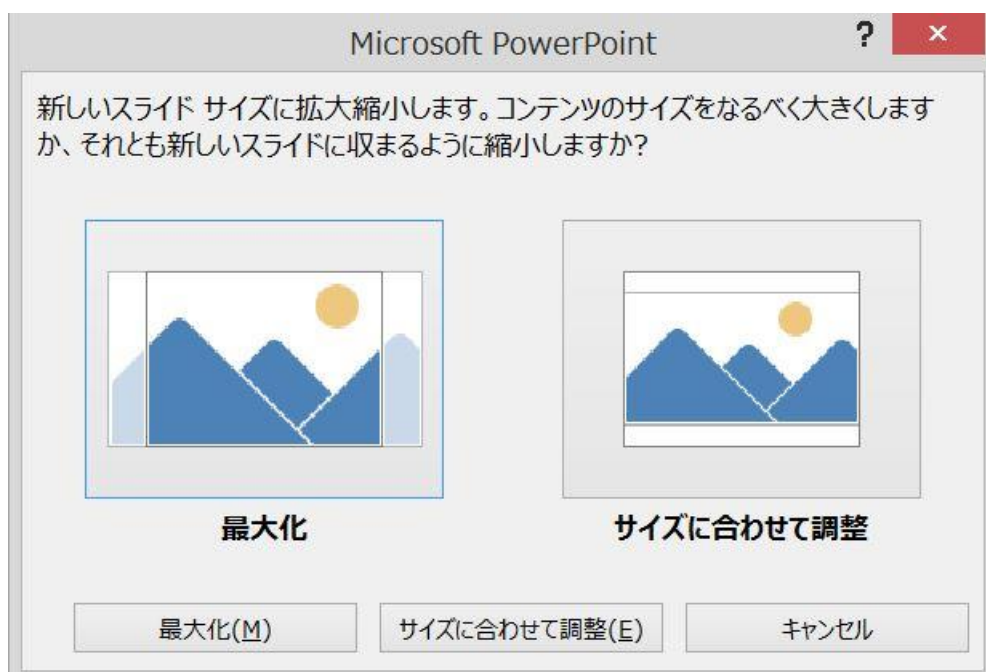 Microsoft PowerPoint
?
×
新しいスライド サイズに拡大縮小します。コンテンツのサイズをなるべく大きくします
か、それとも新しいスライドに収まるように縮小しますか?
最大化
サイズに合わせて調整
最大化(M)
サイズに合わせて調整(E)
キャンセル